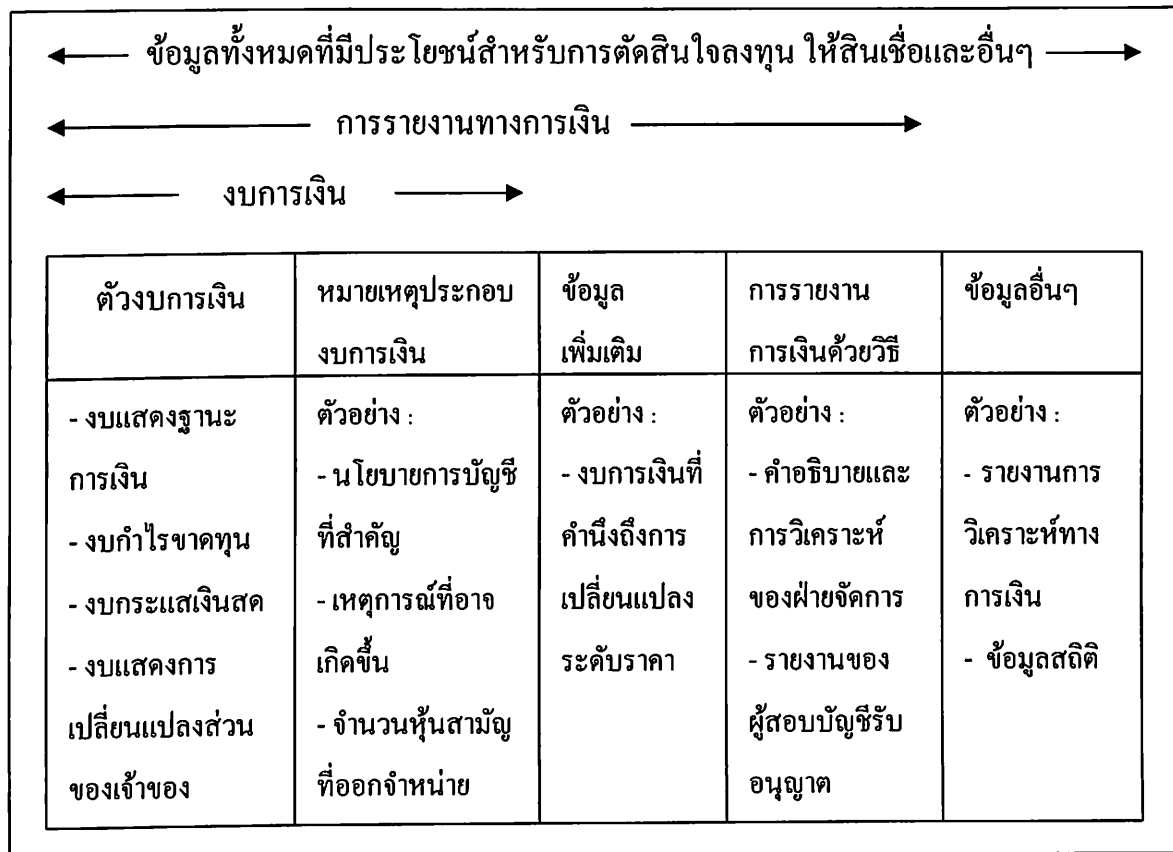 ข้อมูลทั้งหมดที่มีประโยชน์สำหรับการตัดสินใจลงทุน ให้สินเชื่อและอื่นๆ
การรายงานทางการเงิน
งบการเงิน
ตัวงบการเงิน
หมายเหตุประกอบ
งบการเงิน
ข้อมูล
เพิ่มเติม
การรายงาน
การเงินด้วยวิธี
ข้อมูลอื่นๆ
- งบแสดงฐานะ
การเงิน
- งบกำไรขาดทุน
- งบกระแสเงินสด
- งบแสดงการ
เปลี่ยนแปลงส่วน
ของเจ้าของ
ตัวอย่าง :
- นโยบายการบัญชี
ที่สำคัญ
- เหตุการณ์ที่อาจ
เกิดขึ้น
- จำนวนหุ้นสามัญ
ที่ออกจำหน่าย
ตัวอย่าง :
- งบการเงินที่
คำนึงถึงการ
เปลี่ยนแปลง
ระดับราคา
ตัวอย่าง :
- คำอธิบายและ
การวิเคราะห์
ของฝ่ายจัดการ
- รายงานของ
ผู้สอบบัญชีรับ
อนุญาต
ตัวอย่าง :
- รายงานการ
วิเคราะห์ทาง
การเงิน
- ข้อมูลสถิติ